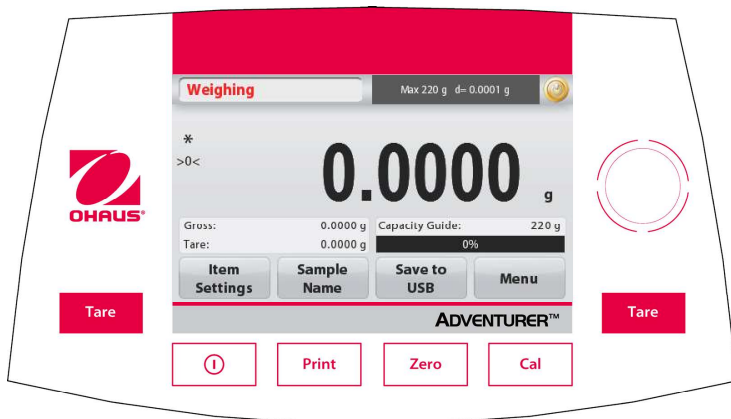 Weighing
Max 220 g d= 0.0001 g
*
>0<
0.0000 g
Gross: 0.0000 g Capacity Guide: 220 g
Tare: 0.0000 g 0%
Item Settings
Sample Name
Save to USB
Menu
ADVENTURER™
OHAUS®
Tare
Tare
Print
Zero
Cal